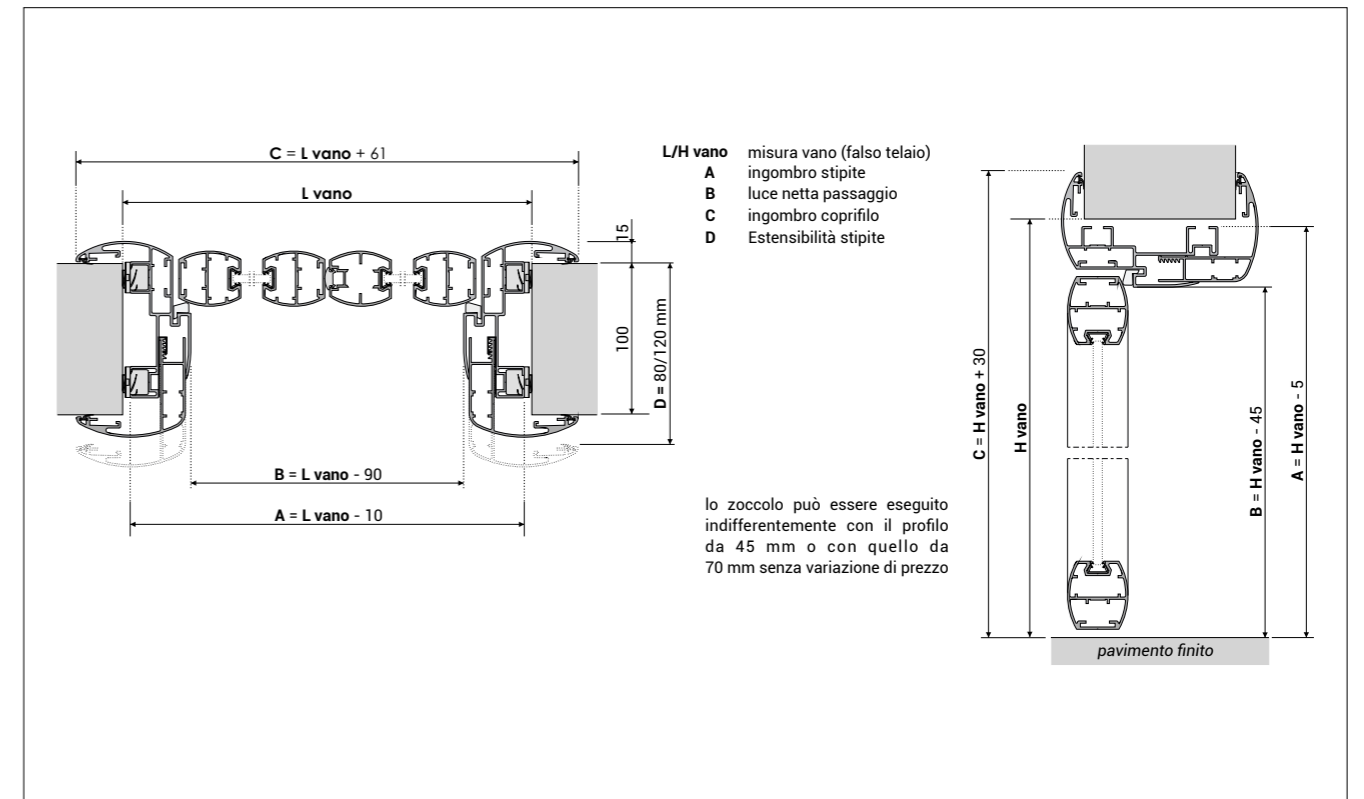 C = L vano + 61
L vano
15
100
D = 80/120 mm
B = L vano - 90
A = L vano - 10
L/H vano misura vano (falso telaio)
A ingombro stipite
B luce netta passaggio
C ingombro coprifilo
D Estensibilità stipite
lo zoccolo può essere eseguito
indifferentemente con il profilo
da 45 mm o con quello da
70 mm senza variazione di prezzo
C = H vano + 30
H vano
B = H vano - 45
A = H vano - 5
pavimento finito